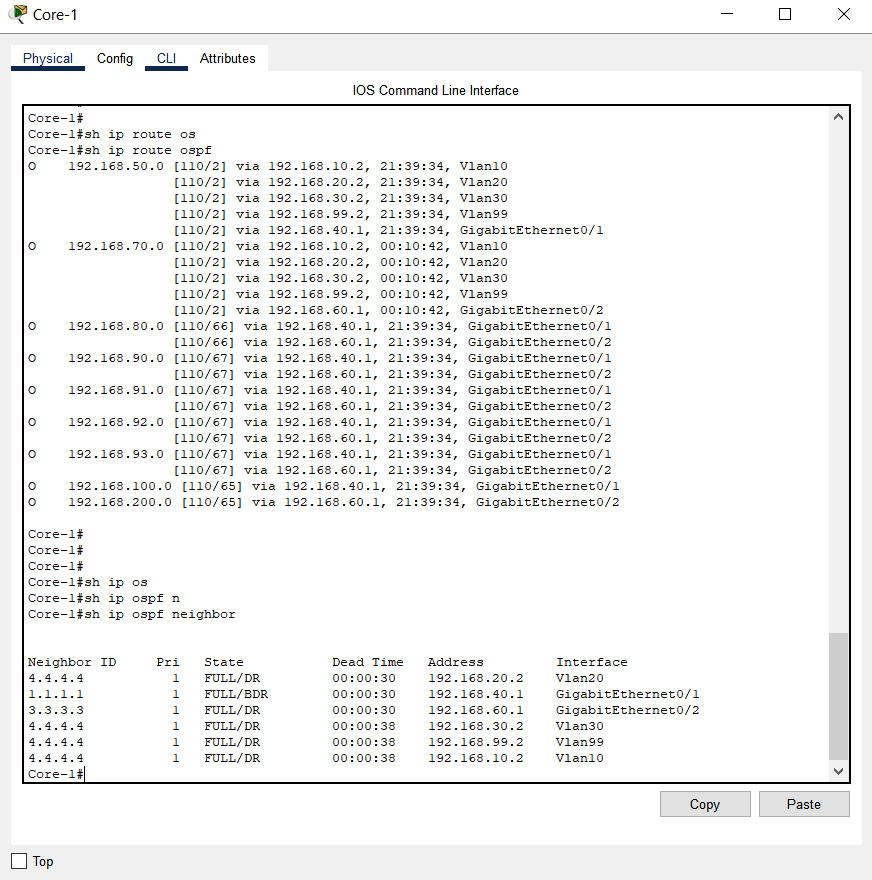 Core-1
Physical Config CLI Attributes
IOS Command Line Interface
Core-1#
Core-1#sh ip route os
Core-1#sh ip route ospf
O    192.168.50.0 [110/2] via 192.168.10.2, 21:39:34, Vlan10
                  [110/2] via 192.168.20.2, 21:39:34, Vlan20
                  [110/2] via 192.168.30.2, 21:39:34, Vlan30
                  [110/2] via 192.168.99.2, 21:39:34, Vlan99
                  [110/2] via 192.168.40.1, 21:39:34, GigabitEthernet0/1
O    192.168.70.0 [110/2] via 192.168.10.2, 00:10:42, Vlan10
                  [110/2] via 192.168.20.2, 00:10:42, Vlan20
                  [110/2] via 192.168.30.2, 00:10:42, Vlan30
                  [110/2] via 192.168.99.2, 00:10:42, Vlan99
                  [110/2] via 192.168.60.1, 00:10:42, GigabitEthernet0/2
O    192.168.80.0 [110/66] via 192.168.40.1, 21:39:34, GigabitEthernet0/1
                  [110/66] via 192.168.60.1, 21:39:34, GigabitEthernet0/2
O    192.168.90.0 [110/67] via 192.168.40.1, 21:39:34, GigabitEthernet0/1
                  [110/67] via 192.168.60.1, 21:39:34, GigabitEthernet0/2
O    192.168.91.0 [110/67] via 192.168.40.1, 21:39:34, GigabitEthernet0/1
                  [110/67] via 192.168.60.1, 21:39:34, GigabitEthernet0/2
O    192.168.92.0 [110/67] via 192.168.40.1, 21:39:34, GigabitEthernet0/1
                  [110/67] via 192.168.60.1, 21:39:34, GigabitEthernet0/2
O    192.168.93.0 [110/67] via 192.168.40.1, 21:39:34, GigabitEthernet0/1
                  [110/67] via 192.168.60.1, 21:39:34, GigabitEthernet0/2
O    192.168.100.0 [110/65] via 192.168.40.1, 21:39:34, GigabitEthernet0/1
O    192.168.200.0 [110/65] via 192.168.60.1, 21:39:34, GigabitEthernet0/2
Core-1#
Core-1#
Core-1#
Core-1#sh ip os
Core-1#sh ip ospf n
Core-1#sh ip ospf neighbor
Neighbor ID     Pri   State           Dead Time   Address         Interface
4.4.4.4           1   FULL/DR         00:00:30    192.168.20.2    Vlan20
1.1.1.1           1   FULL/BDR        00:00:30    192.168.40.1    GigabitEthernet0/1
3.3.3.3           1   FULL/DR         00:00:30    192.168.60.1    GigabitEthernet0/2
4.4.4.4           1   FULL/DR         00:00:38    192.168.30.2    Vlan30
4.4.4.4           1   FULL/DR         00:00:38    192.168.99.2    Vlan99
4.4.4.4           1   FULL/DR         00:00:38    192.168.10.2    Vlan10
Core-1#
Copy Paste
Top